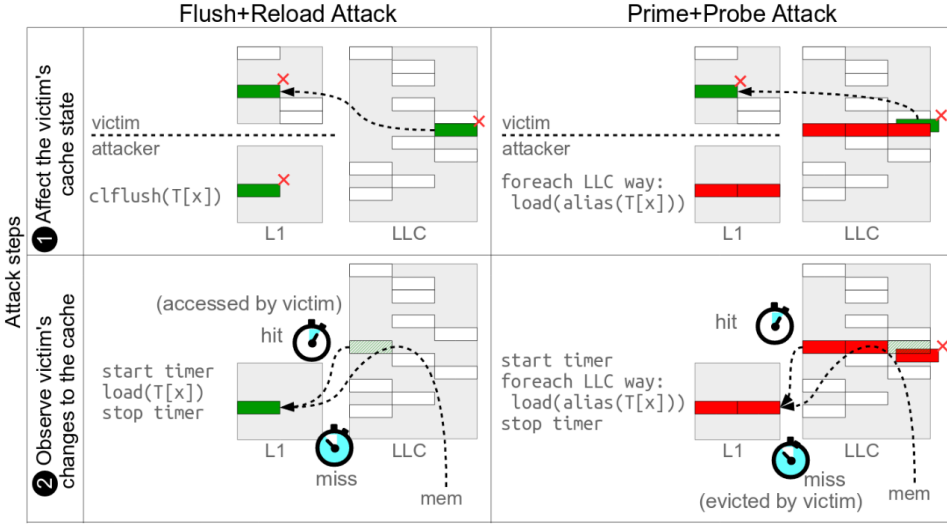 Flush+Reload Attack
Prime+Probe Attack
Attack steps
1 Affect the victim's
cache state
victim
attacker
clflush(T[x])
L1
LLC
victim
attacker
foreach LLC way:
load(alias(T[x]))
L1
LLC
2 Observe victim's
changes to the cache
(accessed by victim)
hit
start timer
load(T[x])
stop timer
L1
LLC
miss
mem
hit
start timer
foreach LLC way:
load(alias(T[x]))
stop timer
L1
LLC
miss
(evicted by victim)
mem